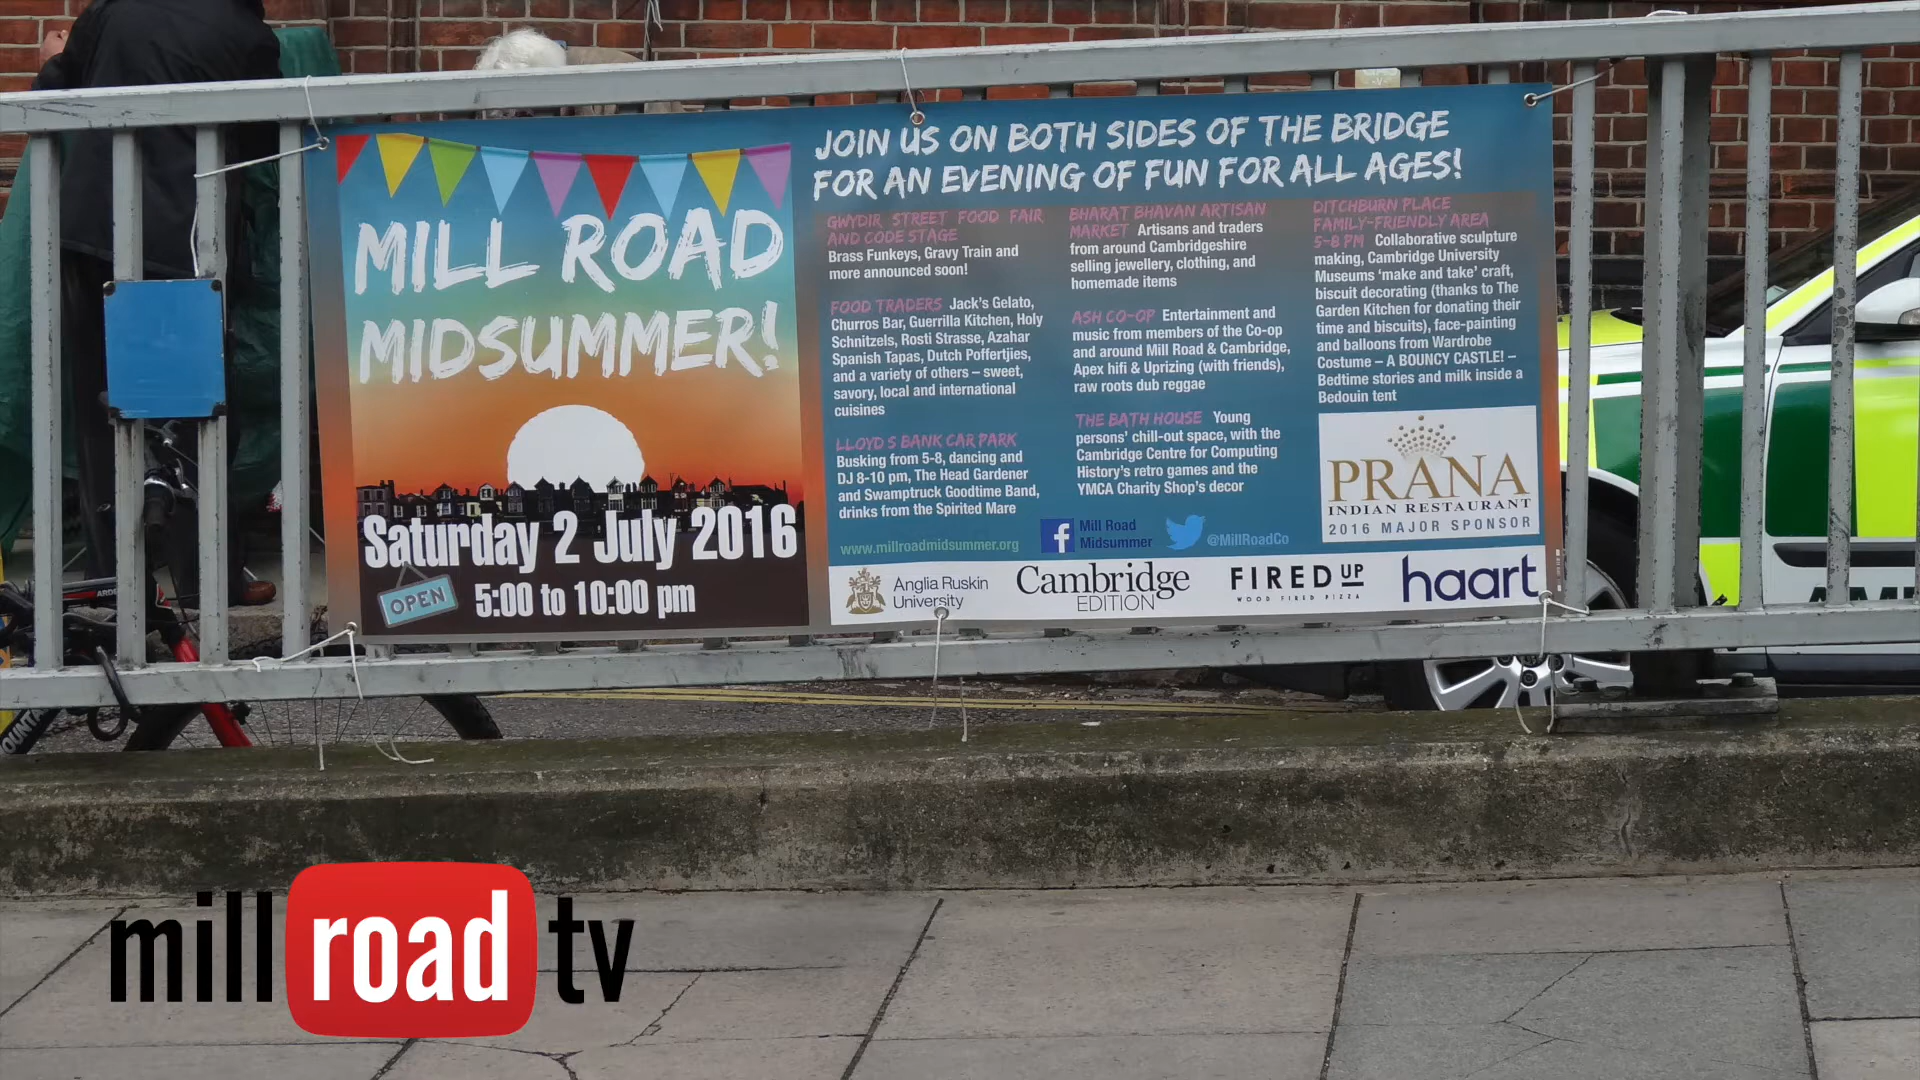 MILL ROAD
MIDSUMMER!
Saturday 2 July 2016
OPEN
5:00 to 10:00 pm
JOIN US ON BOTH SIDES OF THE BRIDGE
FOR AN EVENING OF FUN FOR ALL AGES!
GWYDIR STREET FOOD FAIR
AND CODE STAGE
Brass Funkeys, Gravy Train and
more announced soon!
FOOD TRADERS Jack's Gelato,
Churros Bar, Guerrilla Kitchen, Holy
Schnitzels, Rosti Strasse, Azahar
Spanish Tapas, Dutch Poffertjies,
and a variety of others – sweet,
savory, local and international
cuisines
LLOYD S BANK CAR PARK
Busking from 5-8, dancing and
DJ 8-10 pm, The Head Gardener
and Swamptruck Goodtime Band,
drinks from the Spirited Mare
www.millroadmidsummer.org
BHARAT BHAVAN ARTISAN
MARKET Artisans and traders
from around Cambridgeshire
selling jewellery, clothing, and
homemade items
ASH CO-OP Entertainment and
music from members of the Co-op
and around Mill Road & Cambridge,
Apex hifi & Uprizing (with friends),
raw roots dub reggae
THE BATH HOUSE Young
persons' chill-out space, with the
Cambridge Centre for Computing
History's retro games and the
YMCA Charity Shop's decor
f Mill Road
Midsummer
@MillRoadCo
DITCHBURN PLACE
FAMILY-FRIENDLY AREA
5-8 PM Collaborative sculpture
making, Cambridge University
Museums 'make and take' craft,
biscuit decorating (thanks to The
Garden Kitchen for donating their
time and biscuits), face-painting
and balloons from Wardrobe
Costume – A BOUNCY CASTLE! –
Bedtime stories and milk inside a
Bedouin tent
PRANA
INDIAN RESTAURANT
2016 MAJOR SPONSOR
Anglia Ruskin
University
Cambridge
EDITION
FIRED UP
WOOD FIRED PIZZA
haart
mill road tv